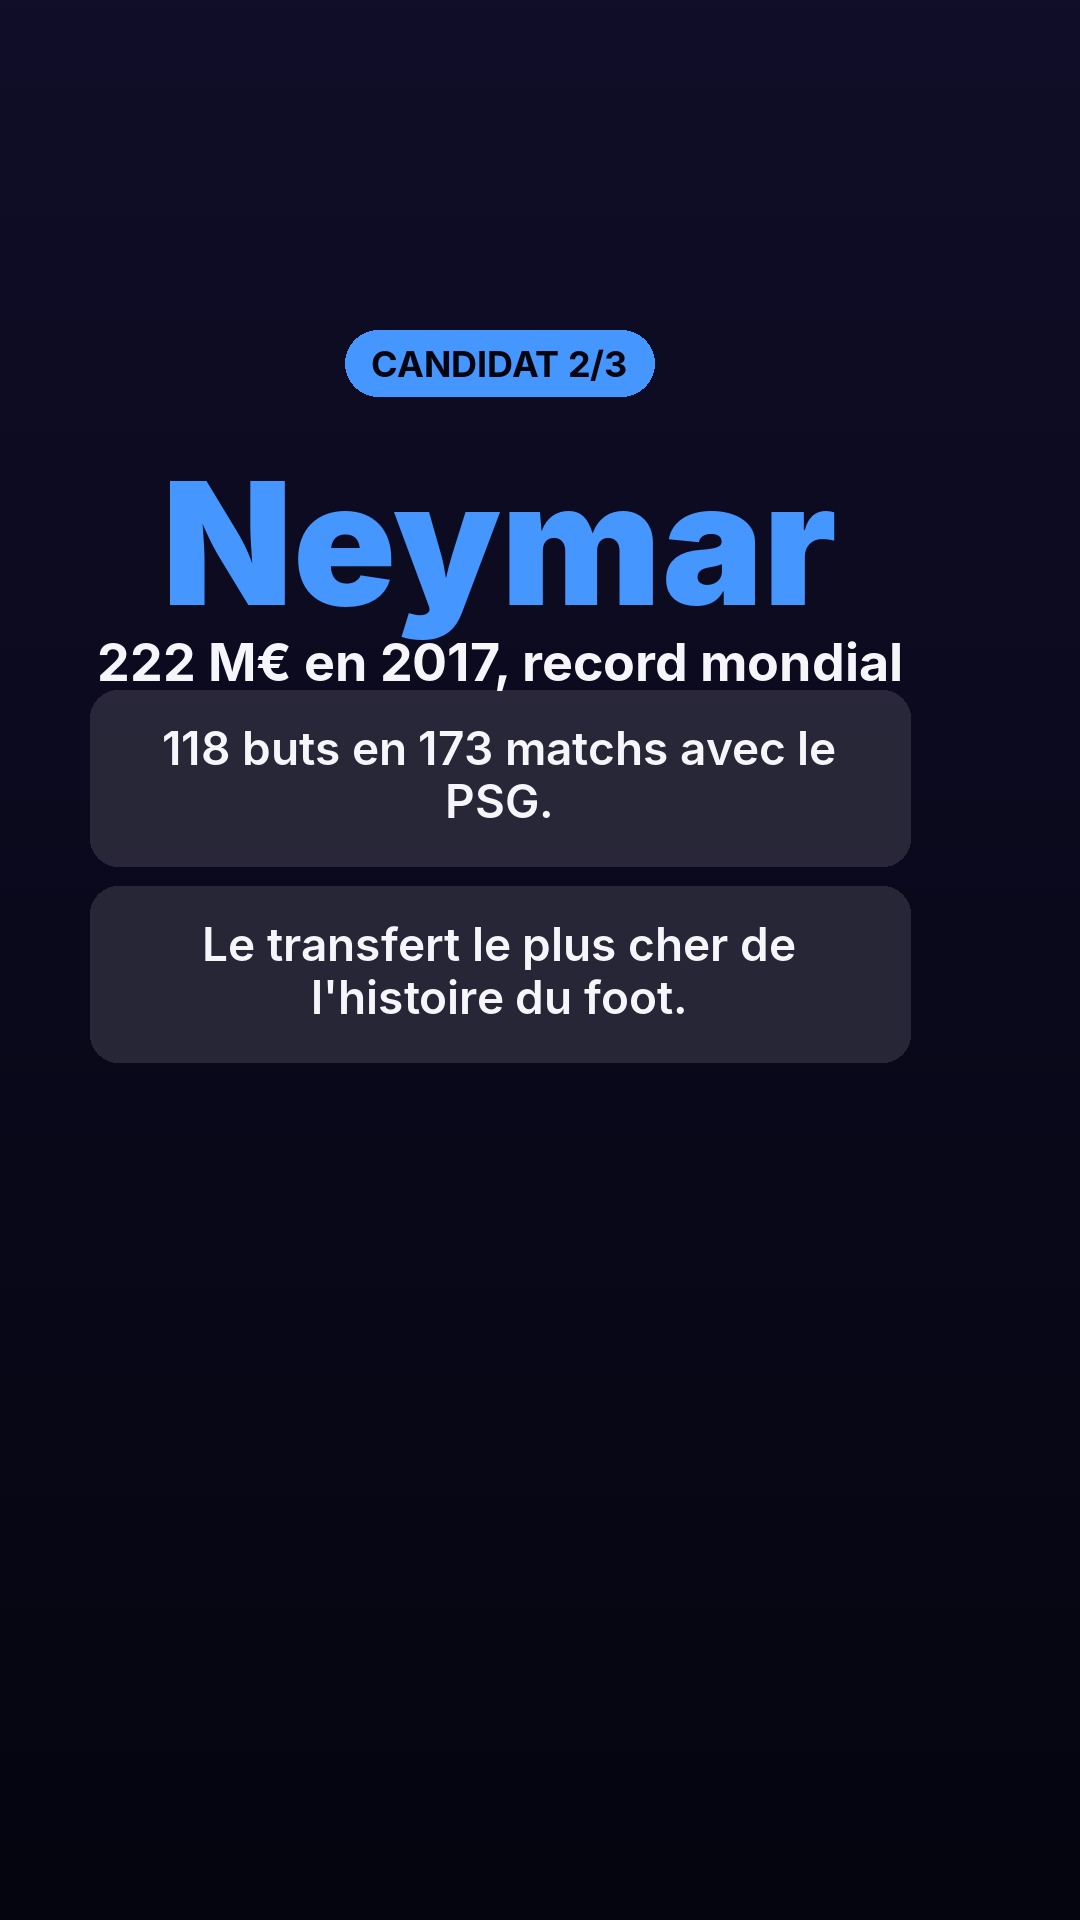 CANDIDAT 2/3
Neymar
222 M€ en 2017, record mondial
118 buts en 173 matchs avec le
PSG.
Le transfert le plus cher de
l'histoire du foot.